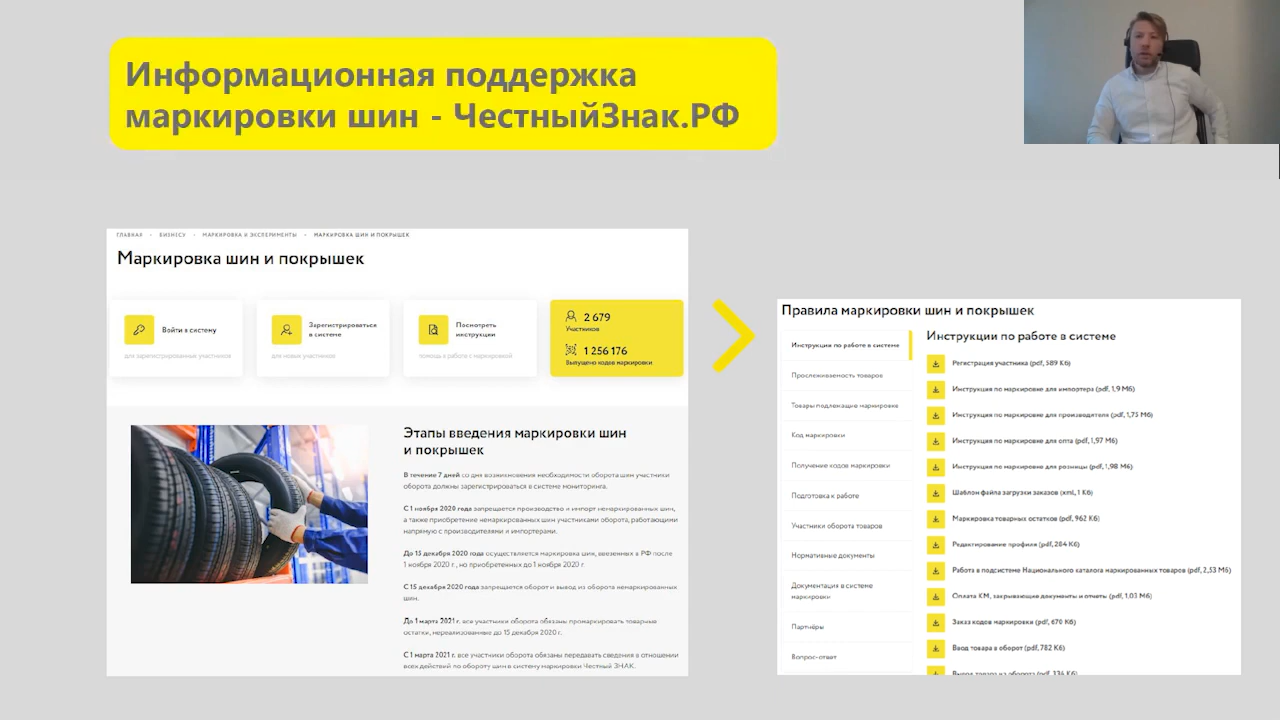 Информационная поддержка
маркировки шин - ЧестныйЗнак.РФ
ГЛАВНАЯ • БИЗНЕСУ • МАРКИРОВКА И ЭКСПЕРИМЕНТЫ • МАРКИРОВКА ШИН И ПОКРЫШЕК
Маркировка шин и покрышек
Войти в систему
для зарегистрированных участников
Зарегистрироваться
в системе
для новых участников
Посмотреть
инструкции
помощь в работе с маркировкой
2 679
Участников
1 256 176
Выпущено кодов маркировки
Этапы введения маркировки шин
и покрышек
В течение 7 дней со дня возникновения необходимости оборота шин участники
оборота должны зарегистрироваться в системе мониторинга.
С 1 ноября 2020 года запрещается производство и импорт немаркированных шин,
а также приобретение немаркированных шин участниками оборота, работающими
напрямую с производителями и импортерами.
До 15 декабря 2020 года осуществляется маркировка шин, ввезенных в РФ после
1 ноября 2020 г., но приобретенных до 1 ноября 2020 г.
С 15 декабря 2020 года запрещается оборот и вывод из оборота немаркированных
шин.
До 1 марта 2021 г. все участники оборота обязаны промаркировать товарные
остатки, нереализованные до 15 декабря 2020 г.
С 1 марта 2021 г. все участники оборота обязаны передавать сведения в отношении
всех действий по обороту шин в систему маркировки Честный ЗНАК.
Правила маркировки шин и покрышек
Инструкции по работе в системе
Прослеживаемость товаров
Товары подлежащие маркировке
Код маркировки
Получение кодов маркировки
Подготовка к работе
Участники оборота товаров
Нормативные документы
Документация в системе
маркировки
Партнёры
Вопрос-ответ
Инструкции по работе в системе
Регистрация участника (pdf, 589 Кб)
Инструкция по маркировке для импортера (pdf, 1,9 Мб)
Инструкция по маркировке для производителя (pdf, 1,75 Мб)
Инструкция по маркировке для опта (pdf, 1,97 Мб)
Инструкция по маркировке для розницы (pdf, 1,98 Мб)
Шаблон файла загрузки заказов (xml, 1 Кб)
Маркировка товарных остатков (pdf, 962 Кб)
Редактирование профиля (pdf, 284 Кб)
Работа в подсистеме Национального каталога маркированных товаров (pdf, 2,53 Мб)
Оплата КМ, закрывающие документы и отчеты (pdf, 1,03 Мб)
Заказ кодов маркировки (pdf, 670 Кб)
Ввод товара в оборот (pdf, 782 Кб)
Вывод товара из оборота (pdf, 336 Кб)